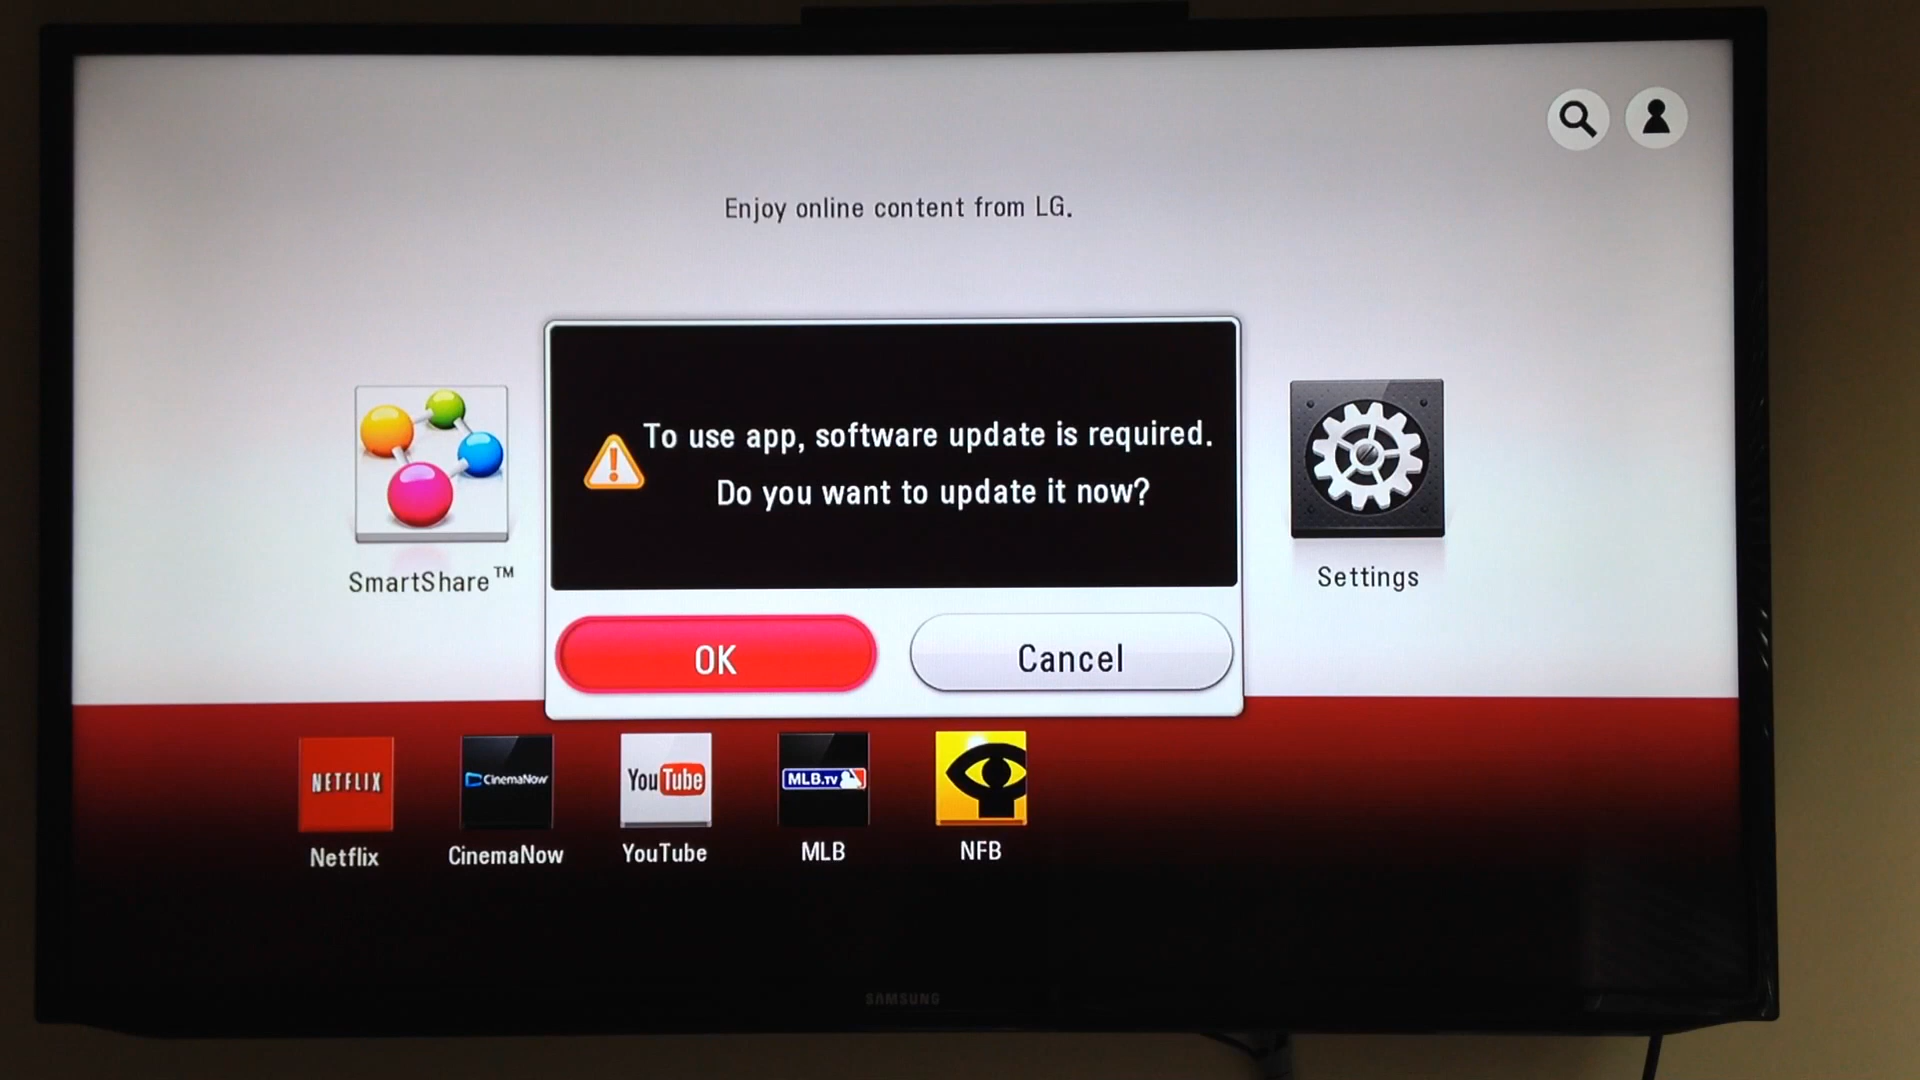 Enjoy online content from LG.
To use app, software update is required.
Do you want to update it now?
SmartShare™
Settings
OK
Cancel
NETFLIX
CinemaNow
YouTube
MLB.TV
Netflix
CinemaNow
YouTube
MLB
NFB
SAMSUNG